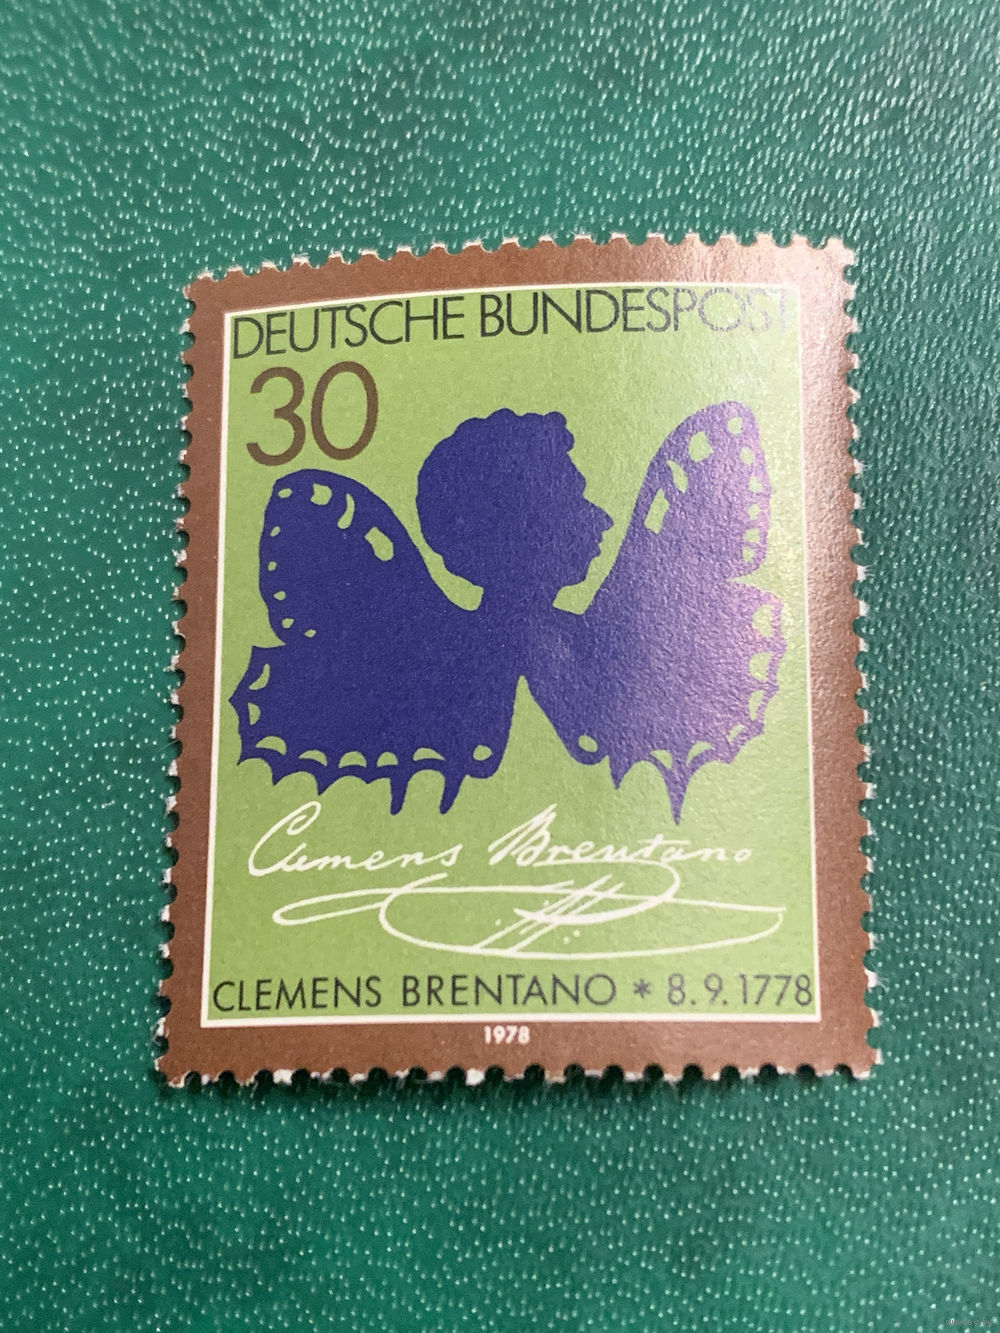 DEUTSCHE BUNDESPOST
30
Clemens Brentano
CLEMENS BRENTANO * 8.9.1778
1978